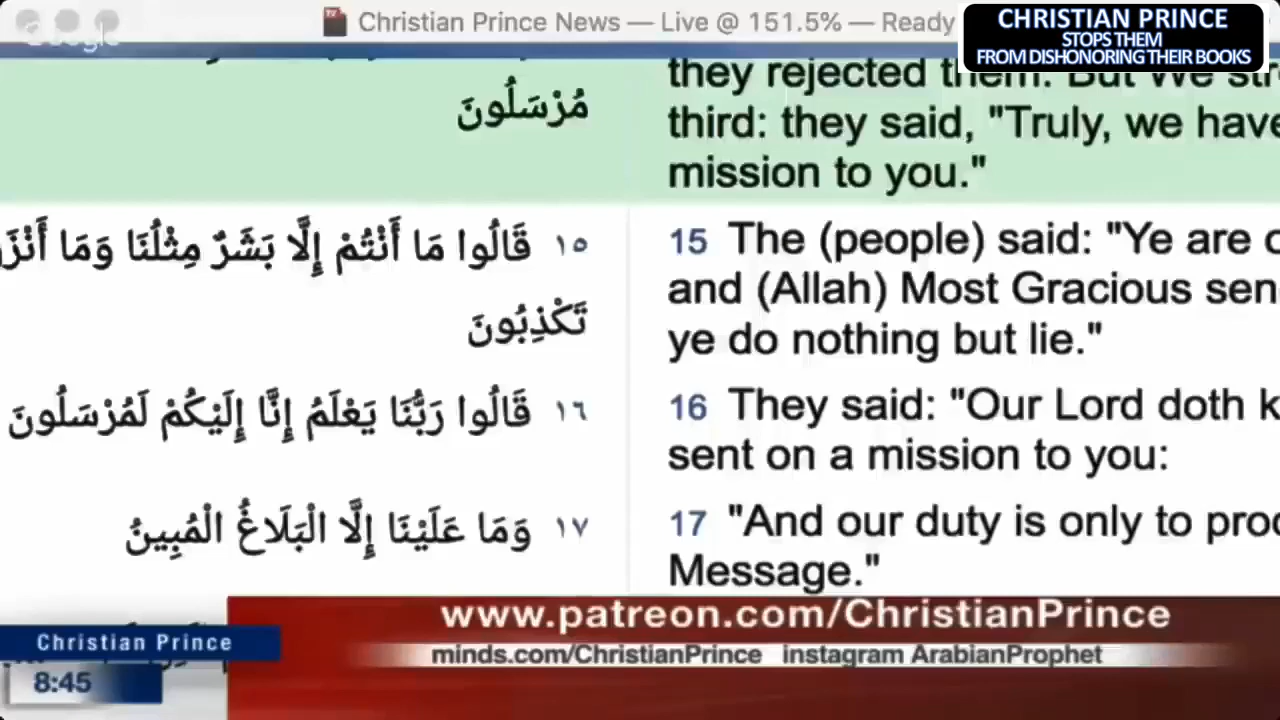 Christian Prince News — Live @ 151.5% — Ready
CHRISTIAN PRINCE
STOPS THEM
FROM DISHONORING THEIR BOOKS
Google
they rejected them: But We str
third: they said, "Truly, we have
mission to you."
مُرْسَلُونَ
١٥ قَالُوا مَا أَنْتُمْ إِلَّا بَشَرٌ مِثْلُنَا وَمَا أَنْزَ
تَكْذِبُونَ
15 The (people) said: "Ye are o
and (Allah) Most Gracious sen
ye do nothing but lie."
١٦ قَالُوا رَبُّنَا يَعْلَمُ إِنَّا إِلَيْكُمْ لَمُرْسَلُونَ
16 They said: "Our Lord doth k
sent on a mission to you:
١٧ وَمَا عَلَيْنَا إِلَّا الْبَلَاغُ الْمُبِينُ
17 "And our duty is only to proc
Message."
www.patreon.com/ChristianPrince
Christian Prince
minds.com/ChristianPrince instagram ArabianProphet
8:45